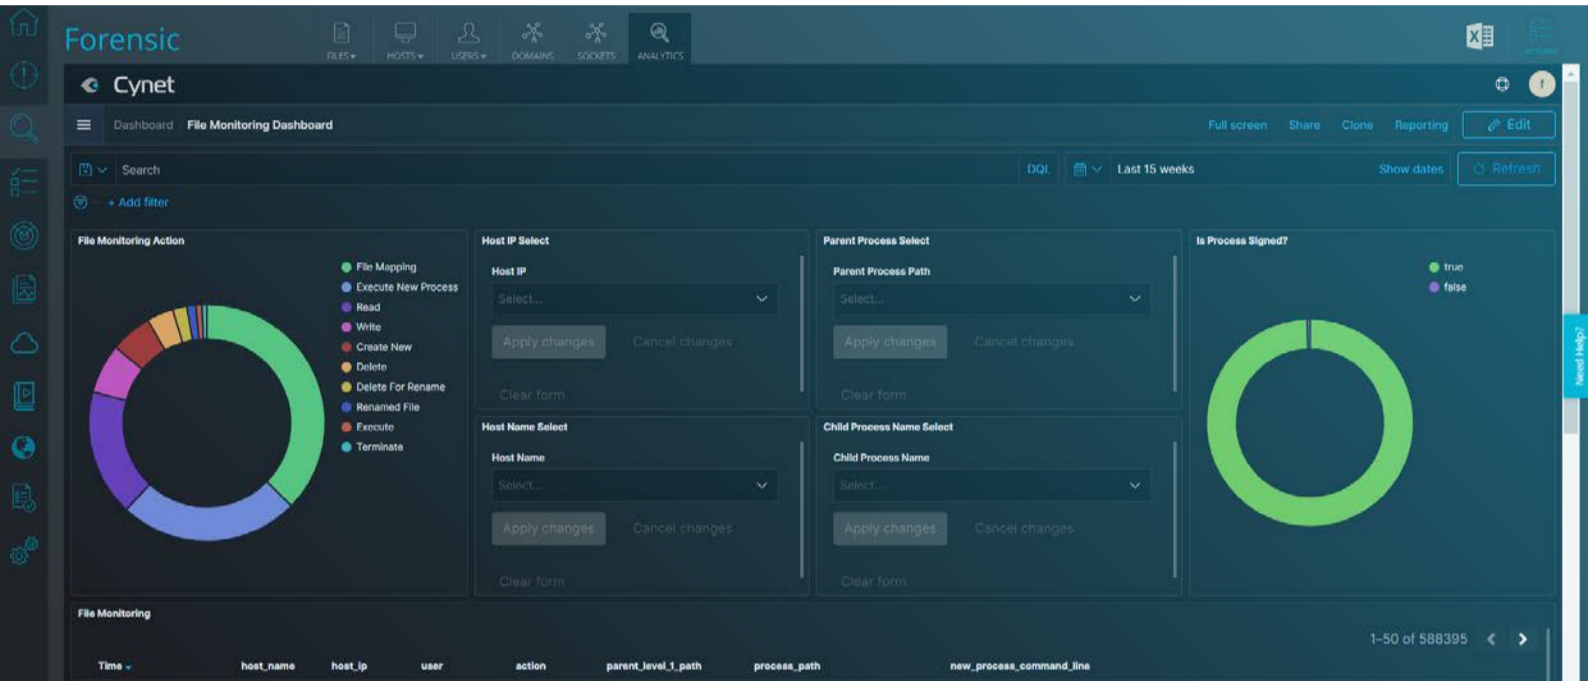 Forensic
FILES
HOSTS
USERS
DOMAINS
SOCKETS
ANALYTICS
Cynet
f
Dashboard File Monitoring Dashboard
Full screen Share Clone Reporting Edit
Search
DQL
Last 15 weeks
Show dates
Refresh
+ Add filter
File Monitoring Action
File Mapping
Execute New Process
Read
Write
Create New
Delete
Delete For Rename
Renamed File
Execute
Terminate
Host IP Select
Host IP
Select...
Apply changes Cancel changes
Clear form
Parent Process Select
Parent Process Path
Select...
Apply changes Cancel changes
Clear form
Is Process Signed?
true
false
Host Name Select
Host Name
Select...
Apply changes Cancel changes
Clear form
Child Process Name Select
Child Process Name
Select...
Apply changes Cancel changes
Clear form
Need Help?
File Monitoring
1–50 of 588395
Time host_name host_ip user action parent_level_1_path process_path new_process_command_line